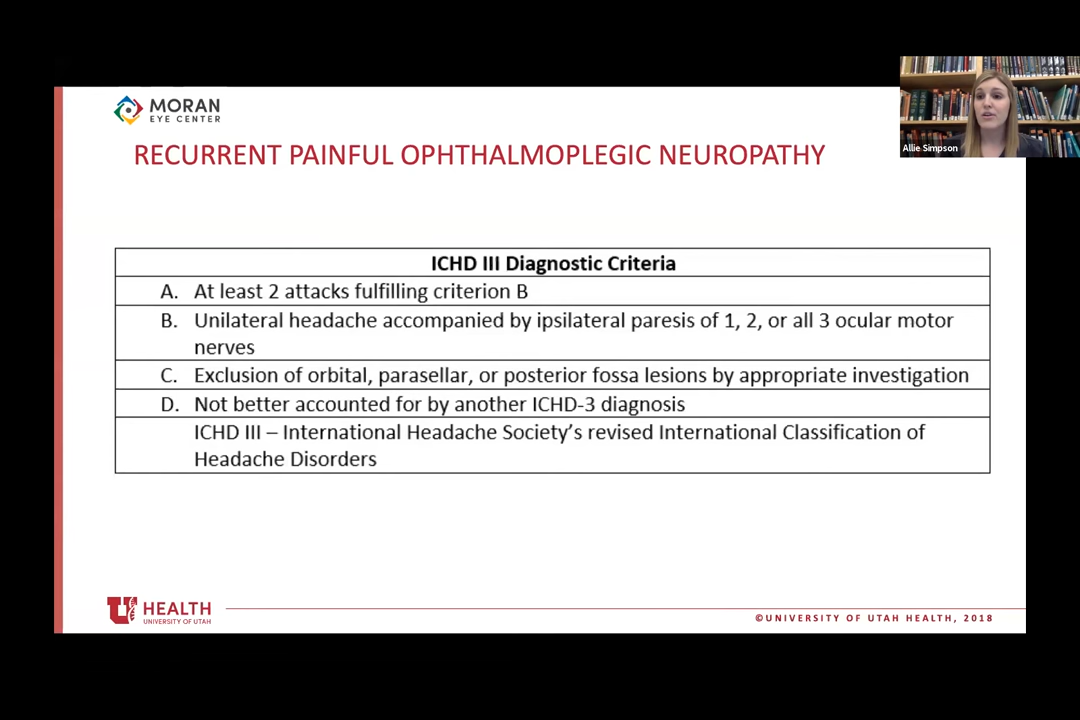 MORAN
EYE CENTER
Allie Simpson
RECURRENT PAINFUL OPHTHALMOPLEGIC NEUROPATHY
ICHD III Diagnostic Criteria
A. At least 2 attacks fulfilling criterion B
B. Unilateral headache accompanied by ipsilateral paresis of 1, 2, or all 3 ocular motor
nerves
C. Exclusion of orbital, parasellar, or posterior fossa lesions by appropriate investigation
D. Not better accounted for by another ICHD-3 diagnosis
ICHD III – International Headache Society's revised International Classification of
Headache Disorders
U HEALTH
UNIVERSITY OF UTAH
©UNIVERSITY OF UTAH HEALTH, 2018